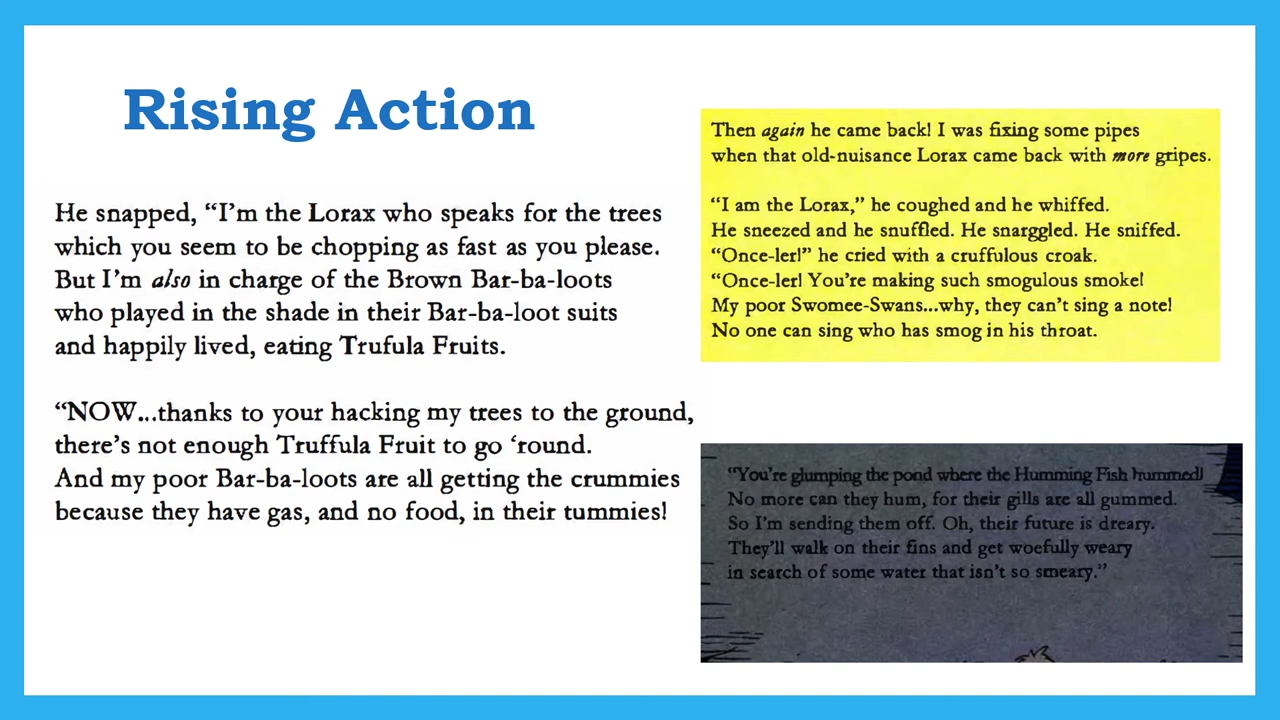 Rising Action
He snapped, “I’m the Lorax who speaks for the trees
which you seem to be chopping as fast as you please.
But I’m also in charge of the Brown Bar-ba-loots
who played in the shade in their Bar-ba-loot suits
and happily lived, eating Trufula Fruits.
“NOW...thanks to your hacking my trees to the ground,
there’s not enough Truffula Fruit to go ‘round.
And my poor Bar-ba-loots are all getting the crummies
because they have gas, and no food, in their tummies!
Then again he came back! I was fixing some pipes
when that old-nuisance Lorax came back with more gripes.
“I am the Lorax,” he coughed and he whiffed.
He sneezed and he snuffled. He snarggled. He sniffed.
“Once-ler!” he cried with a cruffulous croak.
“Once-ler! You’re making such smogulous smoke!
My poor Swomee-Swans...why, they can’t sing a note!
No one can sing who has smog in his throat.
“You’re glumping the pond where the Humming Fish hummed!
No more can they hum, for their gills are all gummed.
So I’m sending them off. Oh, their future is dreary.
They’ll walk on their fins and get woefully weary
in search of some water that isn’t so smeary.”